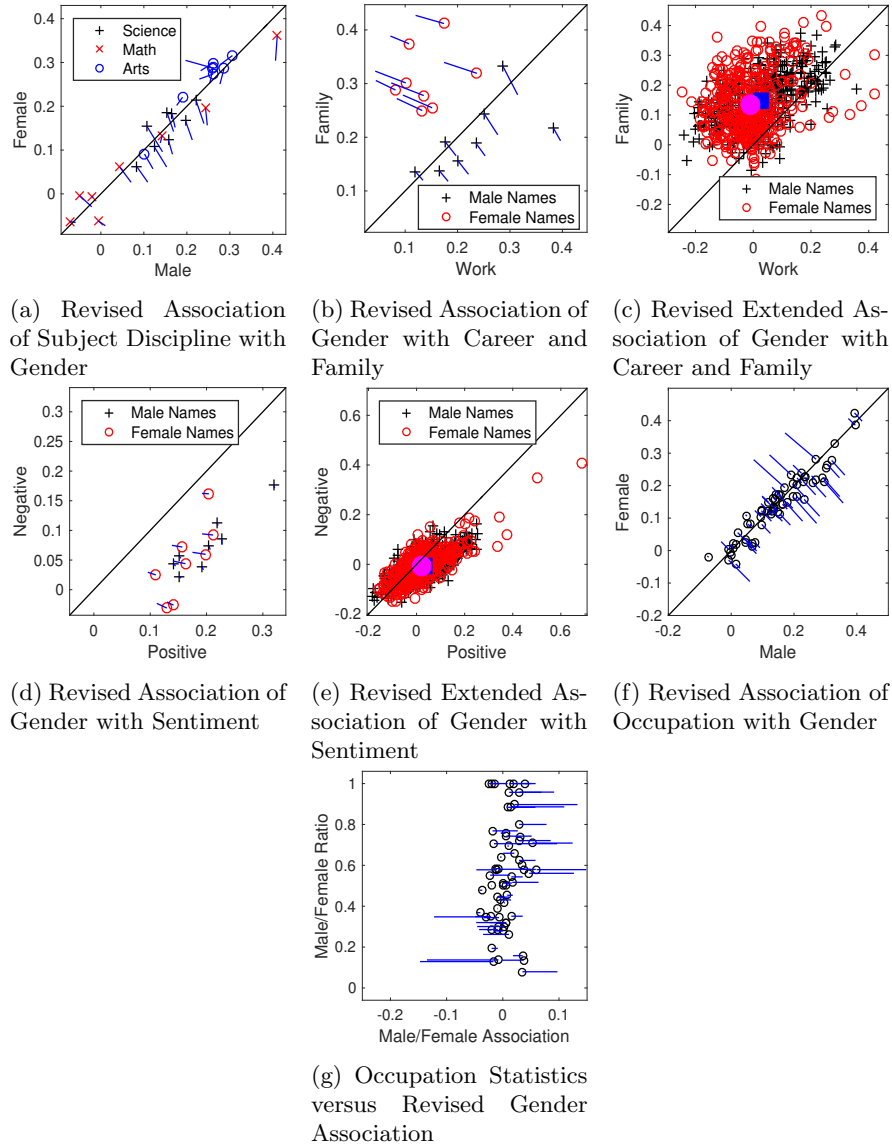 0.4
0.3
0.2
0.1
0
Female
Science
Math
Arts
0 0.1 0.2 0.3 0.4
Male
0.4
0.3
0.2
0.1
Family
Male Names
Female Names
0.1 0.2 0.3 0.4
Work
0.4
0.3
0.2
0.1
0
-0.1
-0.2
Family
Male Names
Female Names
-0.2 0 0.2 0.4
Work
(a) Revised Association
of Subject Discipline with
Gender
(b) Revised Association of
Gender with Career and
Family
(c) Revised Extended As-
sociation of Gender with
Career and Family
0.3
0.25
0.2
0.15
0.1
0.05
0
Negative
Male Names
Female Names
0 0.1 0.2 0.3
Positive
0.6
0.4
0.2
0
-0.2
Negative
Male Names
Female Names
-0.2 0 0.2 0.4 0.6
Positive
0.5
0.4
0.3
0.2
0.1
0
-0.1
-0.2
Female
-0.2 0 0.2 0.4
Male
(d) Revised Association of
Gender with Sentiment
(e) Revised Extended As-
sociation of Gender with
Sentiment
(f) Revised Association of
Occupation with Gender
1
0.8
0.6
0.4
0.2
0
Male/Female Ratio
-0.2 -0.1 0 0.1
Male/Female Association
(g) Occupation Statistics
versus Revised Gender
Association